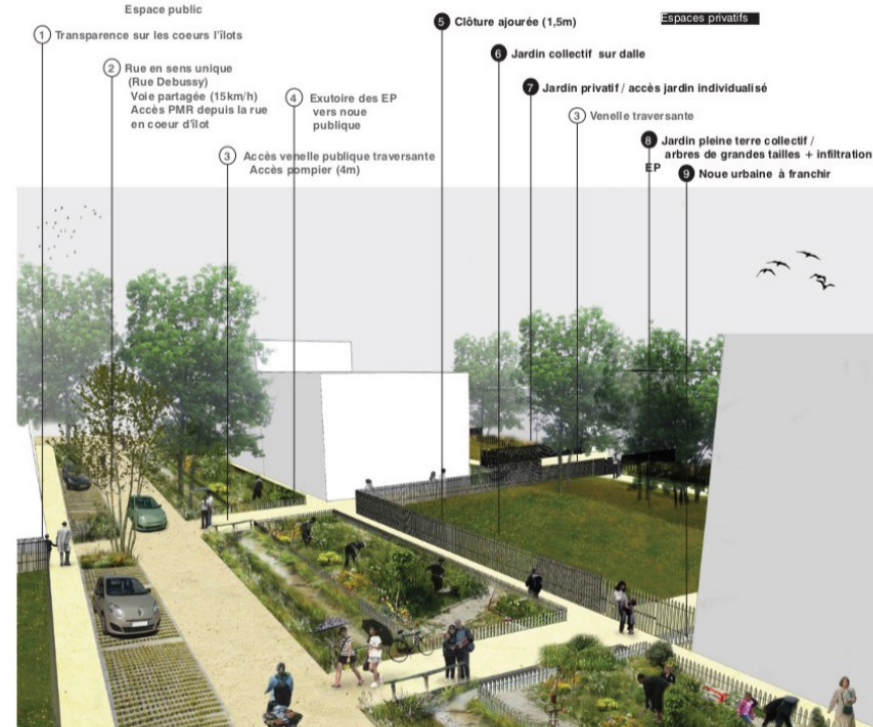 Espace public
1 Transparence sur les coeurs l'îlots
2 Rue en sens unique
(Rue Debussy)
Voie partagée (15km/h)
Accès PMR depuis la rue
en coeur d'îlot
4 Exutoire des EP
vers noue
publique
3 Accès venelle publique traversante
Accès pompier (4m)
5 Clôture ajourée (1,5m)
Espaces privatifs
6 Jardin collectif sur dalle
7 Jardin privatif / accès jardin individualisé
3 Venelle traversante
8 Jardin pleine terre collectif /
arbres de grandes tailles + infiltration
EP
9 Noue urbaine à franchir